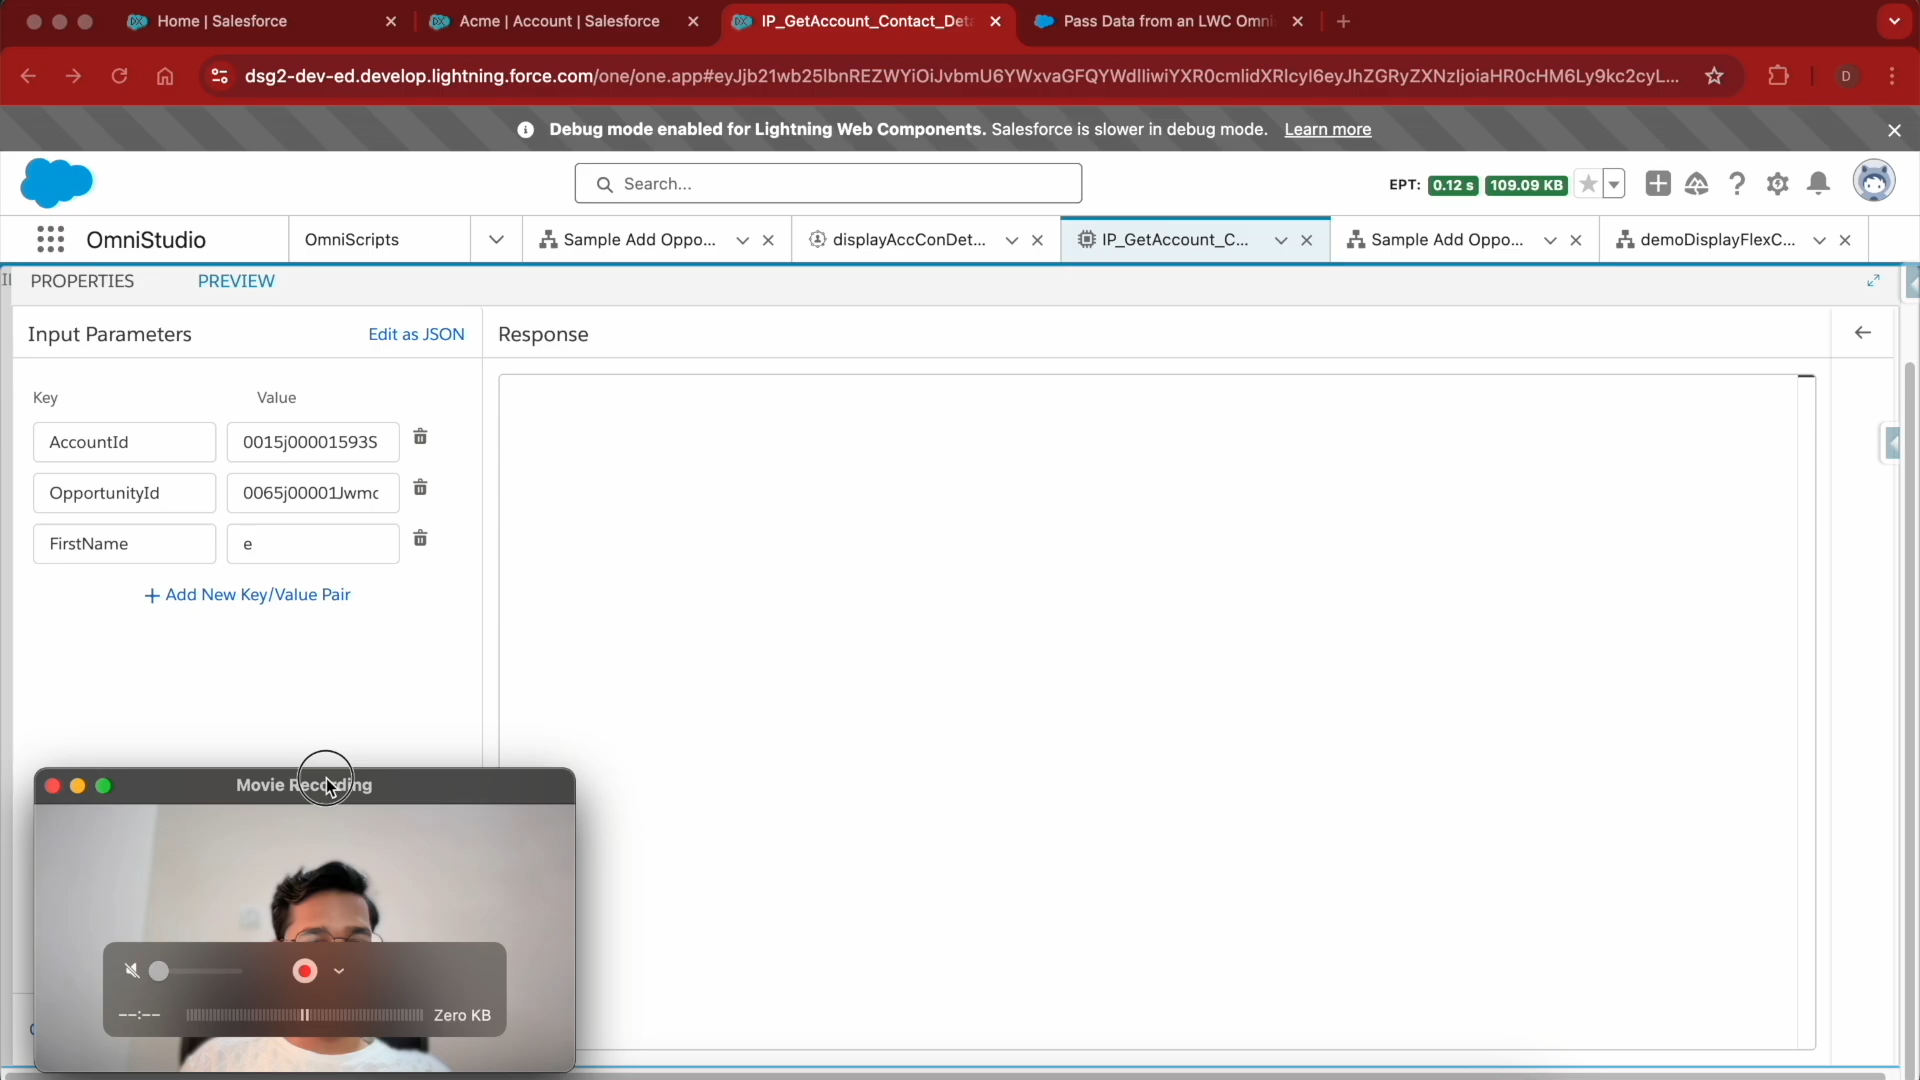 Home | Salesforce
Acme | Account | Salesforce
IP_GetAccount_Contact_Deta
Pass Data from an LWC Omni
dsg2-dev-ed.develop.lightning.force.com/one/one.app#eyJjb21wb25lbnREZWYiOiJvbmU6YWxvaGFQYWdlIiwiYXR0cmlidXRlcyI6eyJhZGRyZXNzIjoiaHR0cHM6Ly9kc2cyL...
D
Debug mode enabled for Lightning Web Components. Salesforce is slower in debug mode. Learn more
Search...
EPT: 0.12 s 109.09 KB
OmniStudio
OmniScripts
Sample Add Oppo...
displayAccConDet...
IP_GetAccount_C...
Sample Add Oppo...
demoDisplayFlexC...
PROPERTIES
PREVIEW
Input Parameters
Edit as JSON
Response
Key
Value
AccountId
0015j00001593S
OpportunityId
0065j00001Jwmc
FirstName
e
+ Add New Key/Value Pair
Movie Recording
--:--
Zero KB